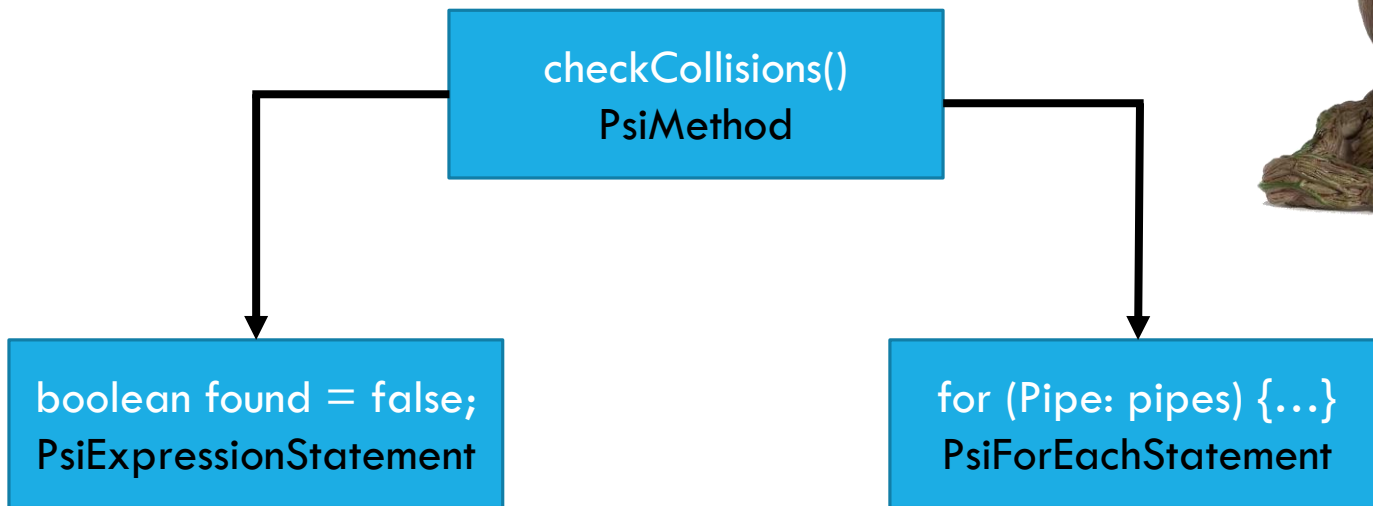 checkCollisions()
PsiMethod
boolean found = false;
PsiExpressionStatement
for (Pipe: pipes) {…}
PsiForEachStatement